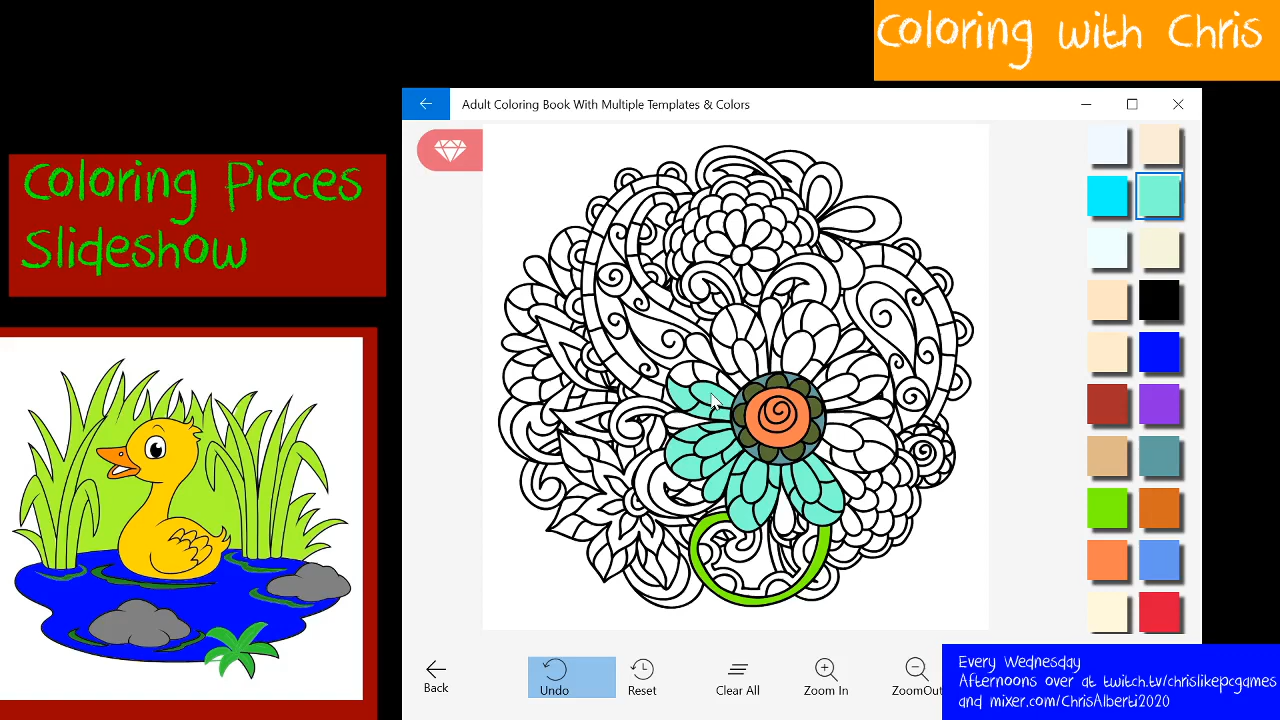 Coloring with Chris
Adult Coloring Book With Multiple Templates & Colors
Coloring Pieces
Slideshow
Back
Undo
Reset
Clear All
Zoom In
ZoomOut
Every Wednesday
Afternoons over at twitch.tv/chrislikepcgames
and mixer.com/ChrisAlberti2020